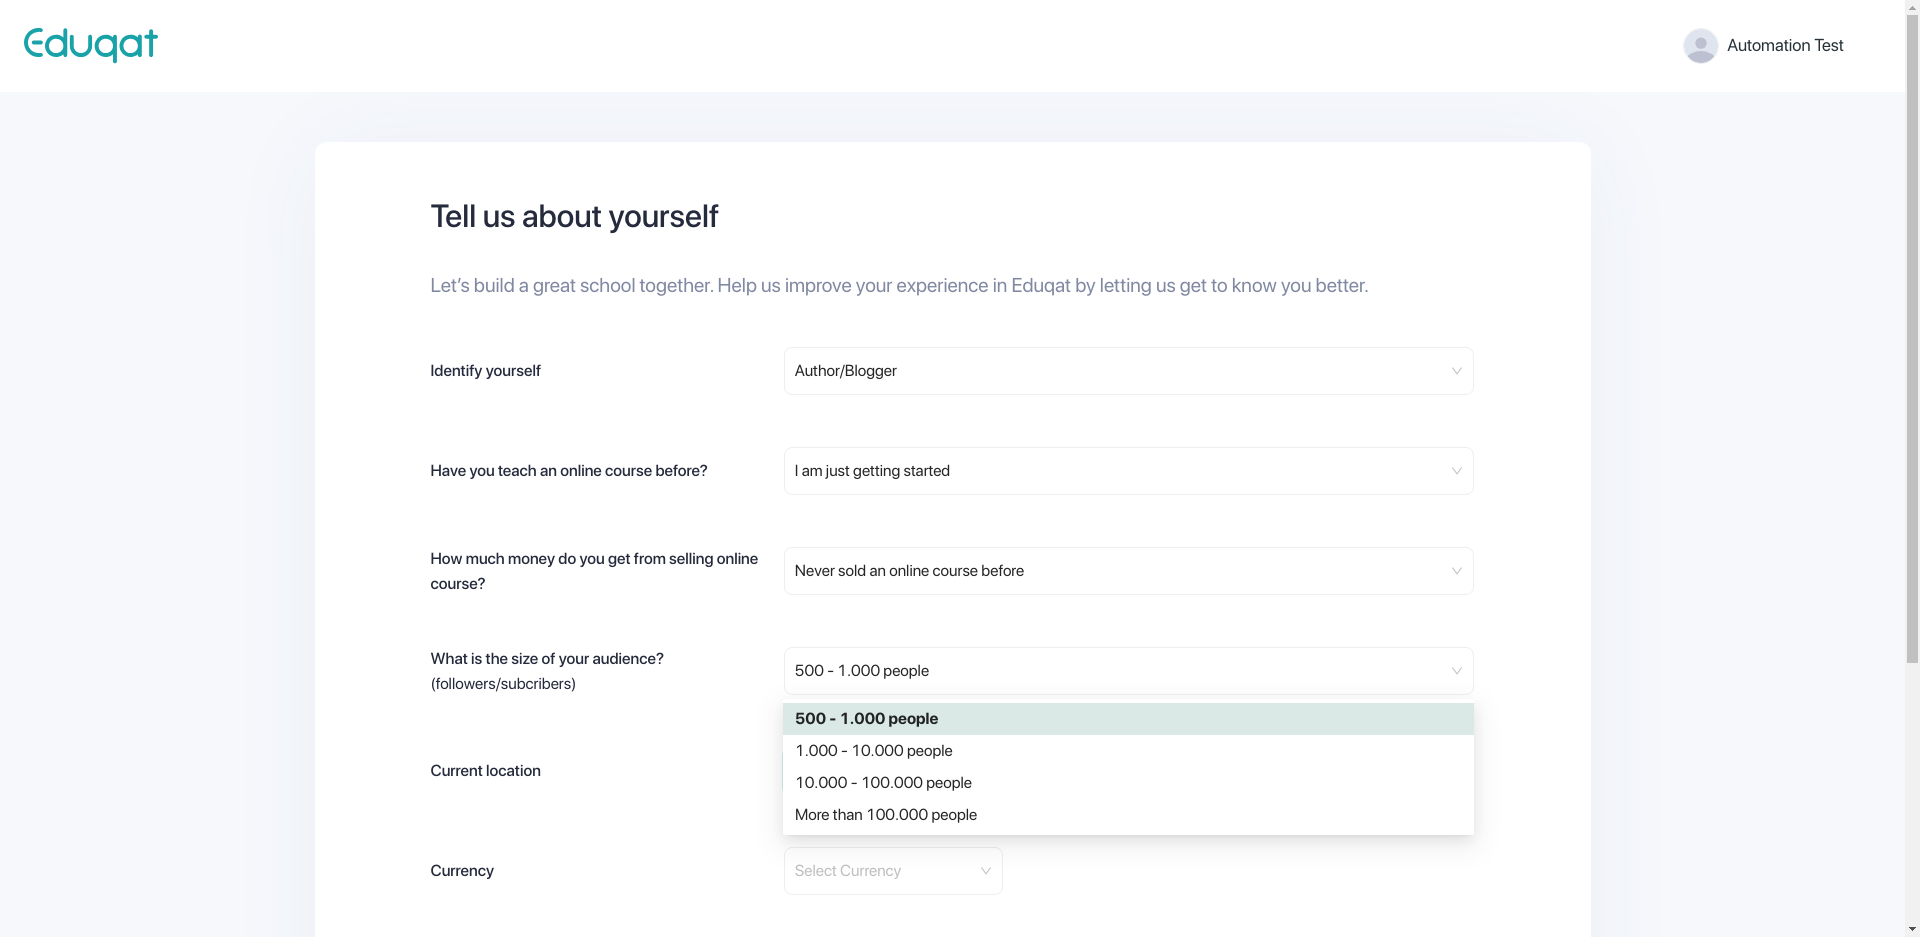 Eduqat
Automation Test
Tell us about yourself
Let's build a great school together. Help us improve your experience in Eduqat by letting us get to know you better.
Identify yourself
Author/Blogger
Have you teach an online course before?
I am just getting started
How much money do you get from selling online
course?
Never sold an online course before
What is the size of your audience?
(followers/subcribers)
500 - 1.000 people
500 - 1.000 people
1.000 - 10.000 people
10.000 - 100.000 people
More than 100.000 people
Current location
Currency
Select Currency